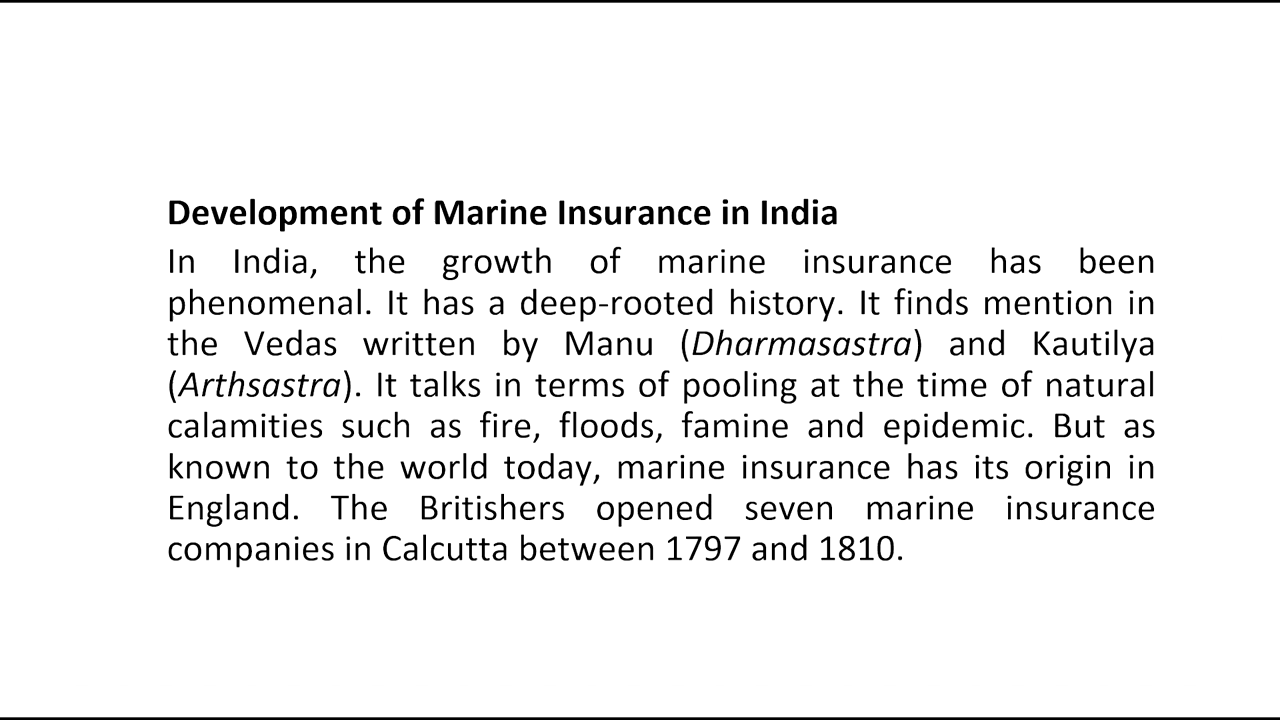 Development of Marine Insurance in India
In India, the growth of marine insurance has been
phenomenal. It has a deep-rooted history. It finds mention in
the Vedas written by Manu (Dharmasastra) and Kautilya
(Arthsastra). It talks in terms of pooling at the time of natural
calamities such as fire, floods, famine and epidemic. But as
known to the world today, marine insurance has its origin in
England. The Britishers opened seven marine insurance
companies in Calcutta between 1797 and 1810.